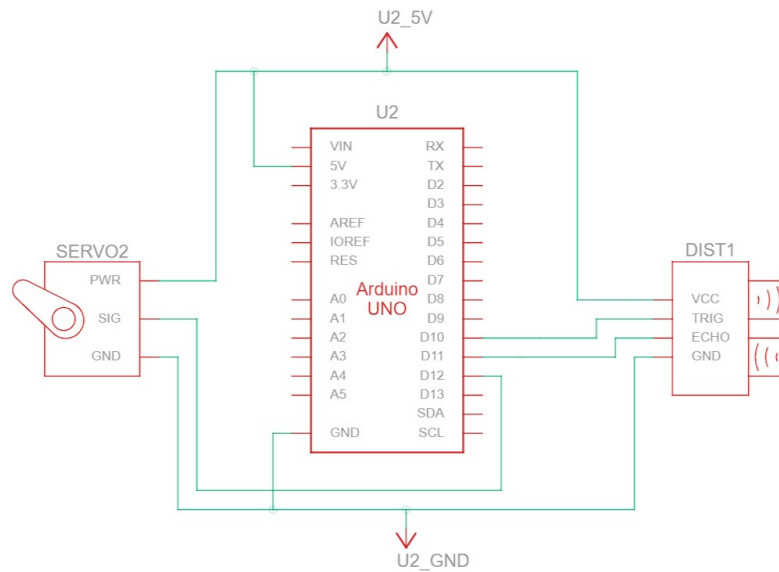 U2_5V
U2
VIN
5V
3.3V
AREF
IOREF
RES
A0
A1
A2
A3
A4
A5
GND
Arduino
UNO
RX
TX
D2
D3
D4
D5
D6
D7
D8
D9
D10
D11
D12
D13
SDA
SCL
SERVO2
PWR
SIG
GND
DIST1
VCC
TRIG
ECHO
GND
U2_GND